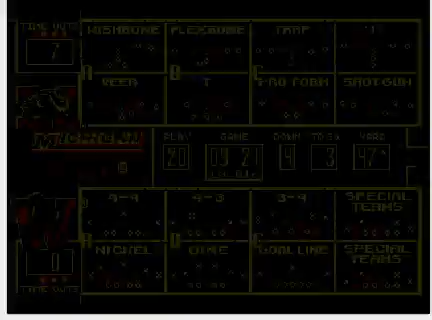 TIME OUTS
7
WISHBONE FLEXBONE TRAP I
VEER T PRO FORM SHOTGUN
MICHIGAN
PLAY GAME DOWN TO GO YARD
20 09 21 4 3 47
4-4 4-3 3-4 SPECIAL TEAMS
NICKEL DIME GOAL LINE SPECIAL TEAMS
0
TIME OUTS